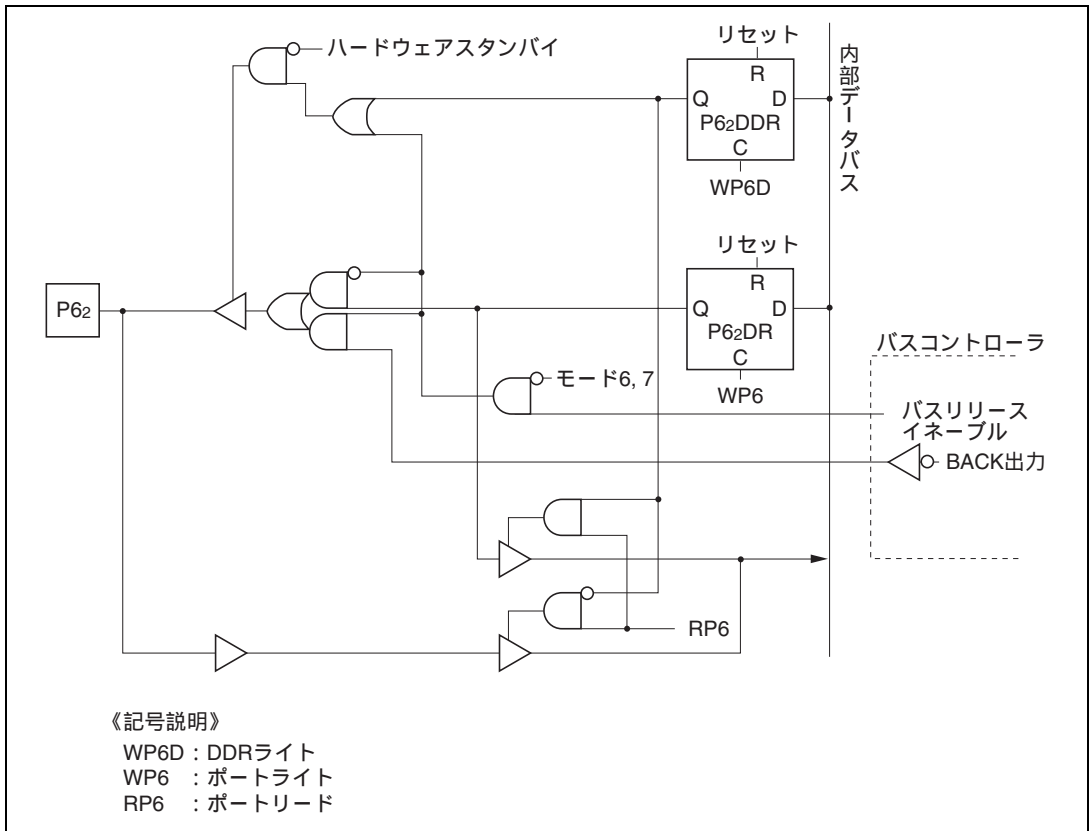 ハードウェアスタンバイ
リセット
R
Q
D
P6₂DDR
C
WP6D
内部データバス
リセット
R
Q
D
P6₂DR
C
WP6
P6₂
バスコントローラ
モード6, 7
バスリリース
イネーブル
BACK出力
RP6
《記号説明》
WP6D : DDRライト
WP6 : ポートライト
RP6 : ポートリード